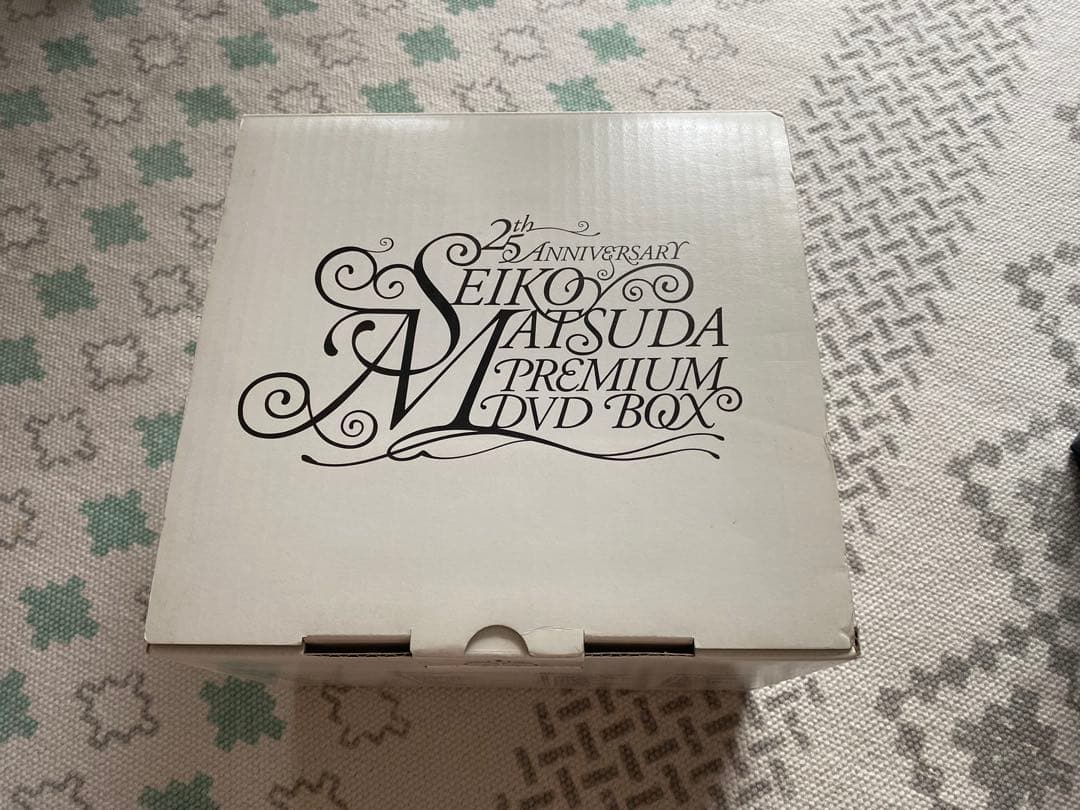 25th
ANNIVERSARY
SEIKO
MATSUDA
PREMIUM
DVD BOX